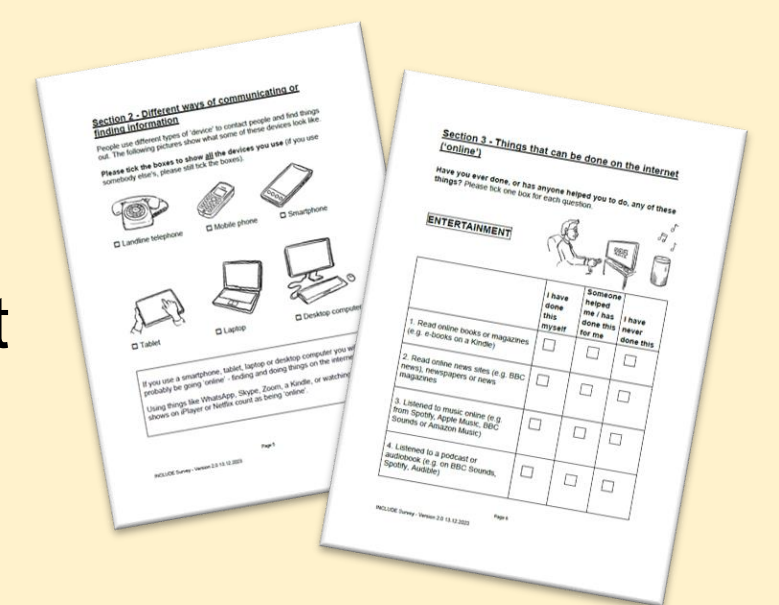 t
Section 2 - Different ways of communicating or
finding information
People use different types of 'device' to contact people and find things
out. The following pictures show what some of these devices look like.
Please tick the boxes to show all the devices you use (if you use
somebody else's, please still tick the boxes).
☐ Landline telephone
☐ Mobile phone
☐ Smartphone
☐ Tablet
☐ Laptop
☐ Desktop computer
If you use a smartphone, tablet, laptop or desktop computer you
probably be going 'online' - finding and doing things on the internet
Using things like WhatsApp, Skype, Zoom, a Kindle, or watching
shows on iPlayer or Netflix count as being 'online'.
Page 5
INCLUDE Survey - Version 2.0 13.12.2023
Section 3 - Things that can be done on the internet
('online')
Have you ever done, or has anyone helped you to do, any of these
things? Please tick one box for each question.
ENTERTAINMENT
I have
done
this
myself
Someone
helped
me / has
done this
for me
I have
never
done this
1. Read online books or magazines
(e.g. e-books on a Kindle)
2. Read online news sites (e.g. BBC
news), newspapers or news
magazines
3. Listened to music online (e.g.
from Spotify, Apple Music, BBC
Sounds or Amazon Music)
4. Listened to a podcast or
audiobook (e.g. on BBC Sounds,
Spotify, Audible)
INCLUDE Survey - Version 2.0 13.12.2023
Page 6